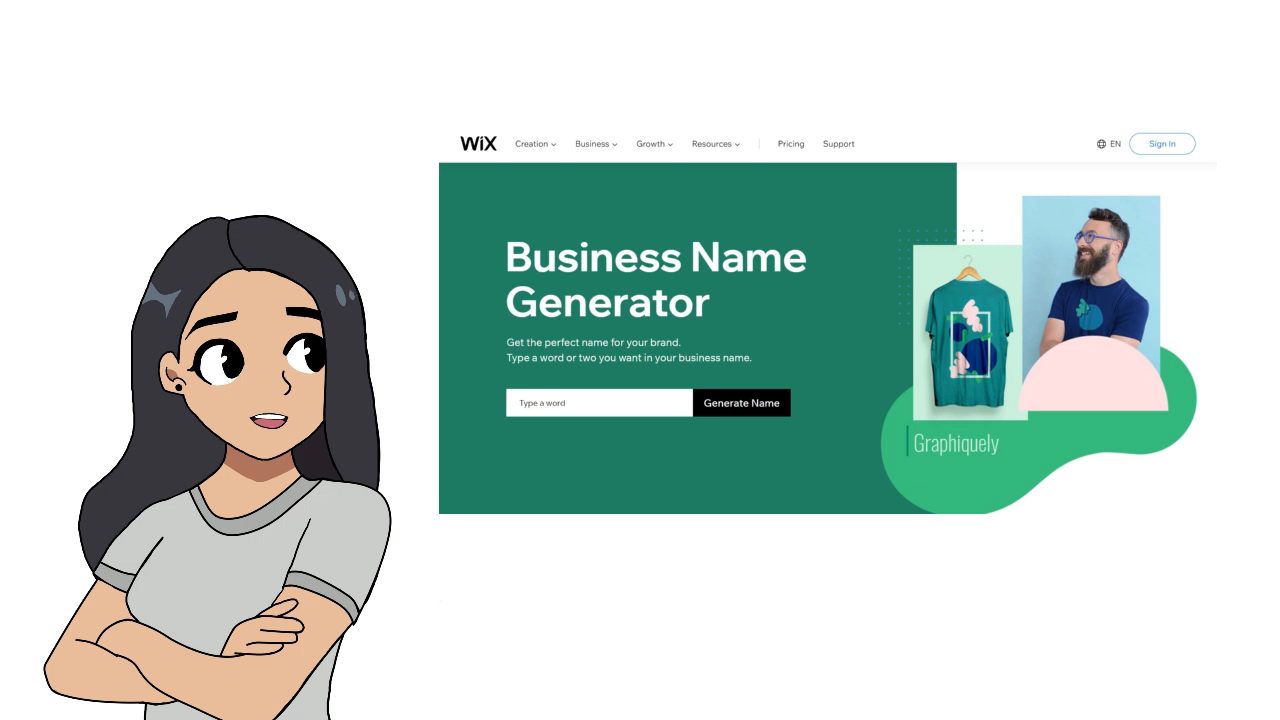 WiX Creation Business Growth Resources Pricing Support EN Sign In
Business Name
Generator
Get the perfect name for your brand.
Type a word or two you want in your business name.
Type a word Generate Name
Graphiquely